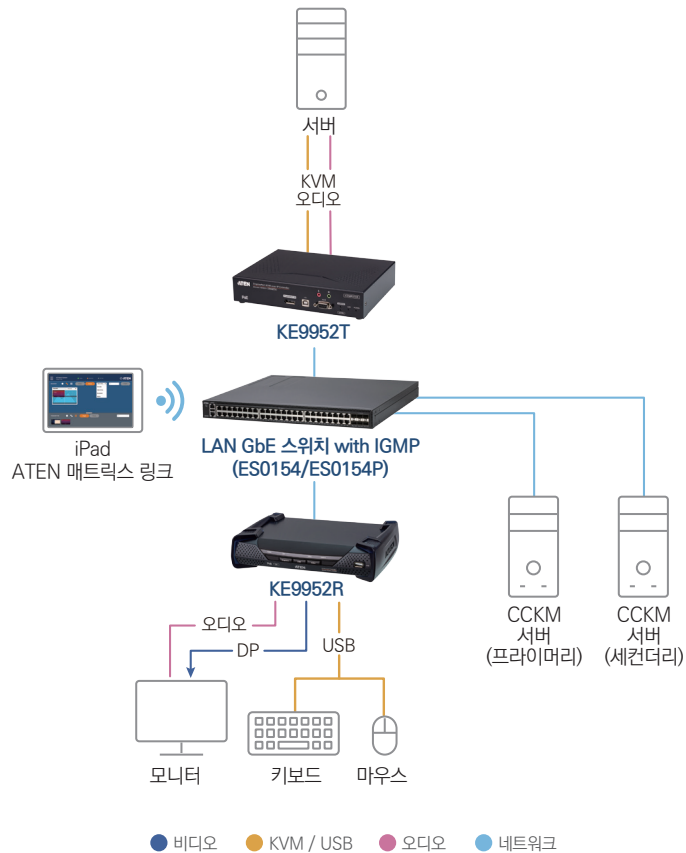 서버
KVM
오디오
ATEN
KE9952T
iPad
ATEN 매트릭스 링크
LAN GbE 스위치 with IGMP
(ES0154/ES0154P)
KE9952R
오디오
DP
USB
CCKM
서버
(프라이머리)
CCKM
서버
(세컨더리)
모니터
키보드
마우스
비디오
KVM / USB
오디오
네트워크